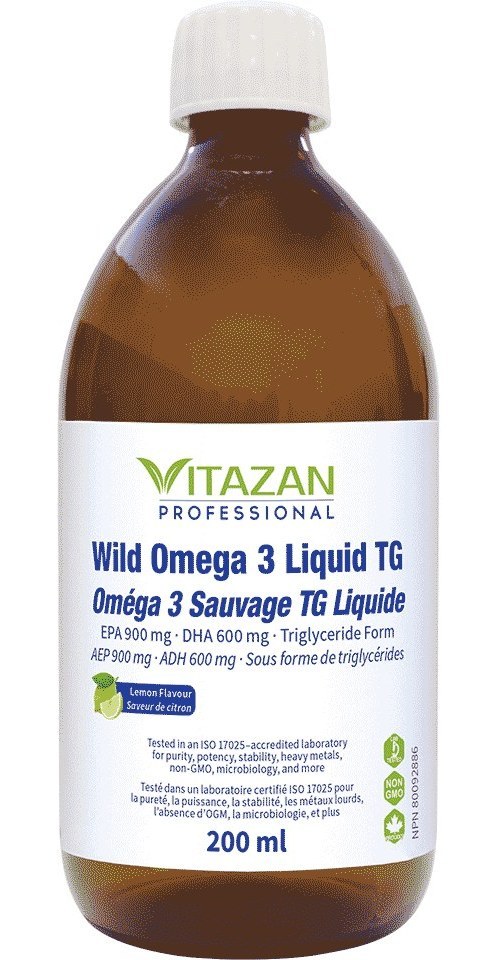 VITAZAN
PROFESSIONAL
Wild Omega 3 Liquid TG
Oméga 3 Sauvage TG Liquide
EPA 900 mg · DHA 600 mg · Triglyceride Form
AEP 900 mg · ADH 600 mg · Sous forme de triglycérides
Lemon Flavour
Saveur de citron
Tested in an ISO 17025–accredited laboratory
for purity, potency, stability, heavy metals,
non-GMO, microbiology, and more
Testé dans un laboratoire certifié ISO 17025 pour
la pureté, la puissance, la stabilité, les métaux lourds,
l'absence d'OGM, la microbiologie, et plus
200 ml
LAB
TESTED
NON
GMO
PRODUCT
NPN 80092886